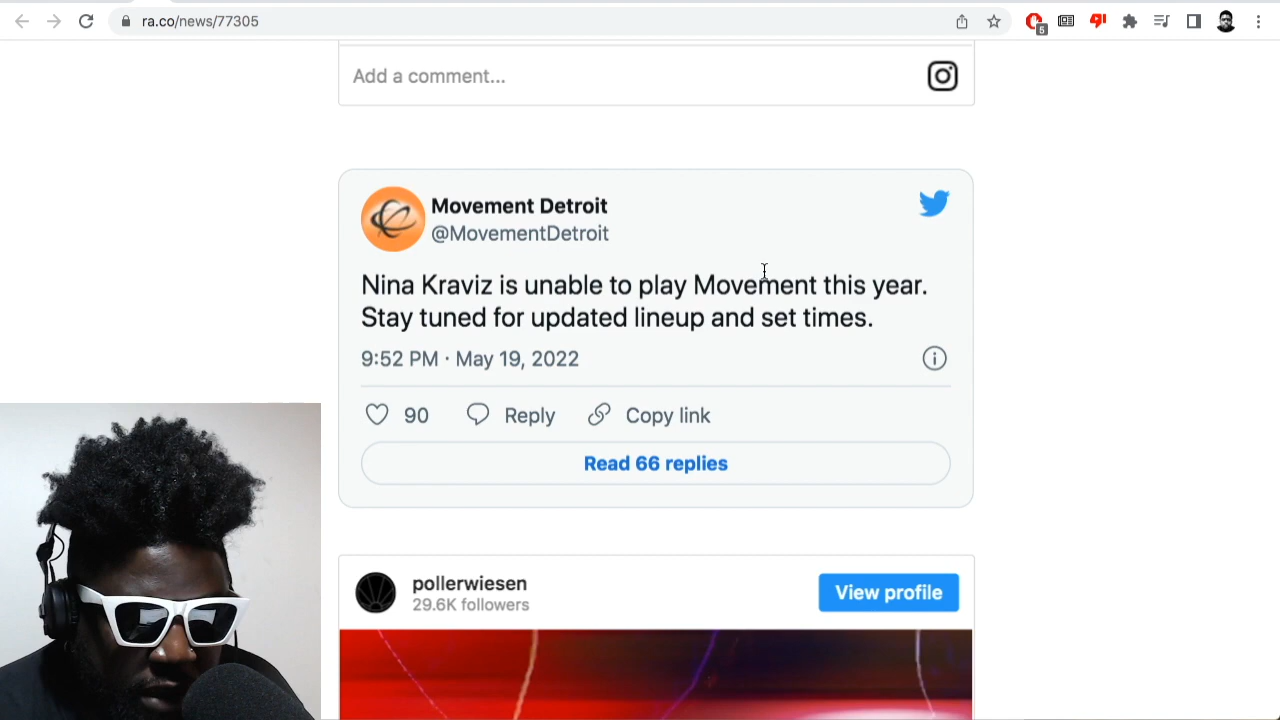 ra.co/news/77305
5
Add a comment...
Movement Detroit
@MovementDetroit
Nina Kraviz is unable to play Movement this year.
Stay tuned for updated lineup and set times.
9:52 PM · May 19, 2022
90 Reply Copy link
Read 66 replies
pollerwiesen
29.6K followers
View profile